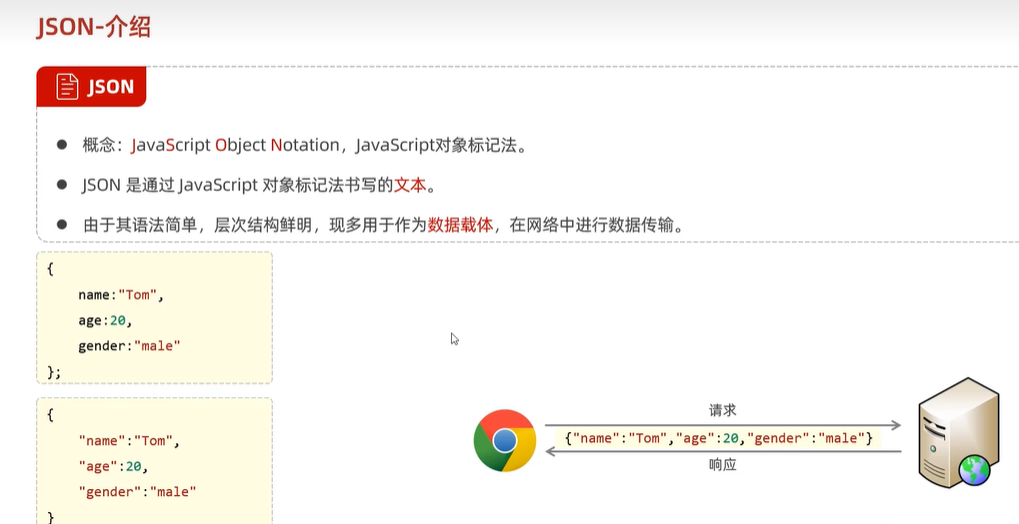 JSON-介绍
JSON
● 概念：JavaScript Object Notation，JavaScript对象标记法。
● JSON 是通过 JavaScript 对象标记法书写的文本。
● 由于其语法简单，层次结构鲜明，现多用于作为数据载体，在网络中进行数据传输。
{
name:"Tom",
age:20,
gender:"male"
};
{
"name":"Tom",
"age":20,
"gender":"male"
}
请求
{"name":"Tom","age":20,"gender":"male"}
响应